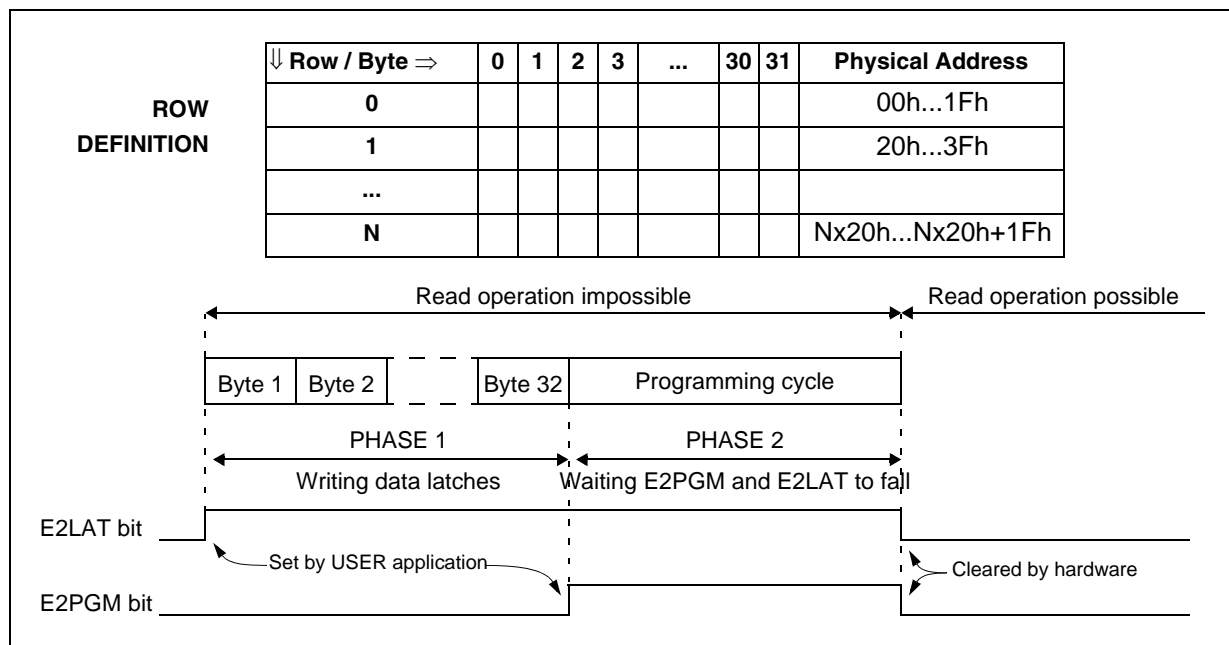 ⇓ Row / Byte ⇒ 0 1 2 3 ... 30 31 Physical Address
ROW DEFINITION
0 00h...1Fh
1 20h...3Fh
...
N Nx20h...Nx20h+1Fh
Read operation impossible Read operation possible
Byte 1 Byte 2 Byte 32 Programming cycle
PHASE 1 PHASE 2
Writing data latches Waiting E2PGM and E2LAT to fall
E2LAT bit
Set by USER application Cleared by hardware
E2PGM bit